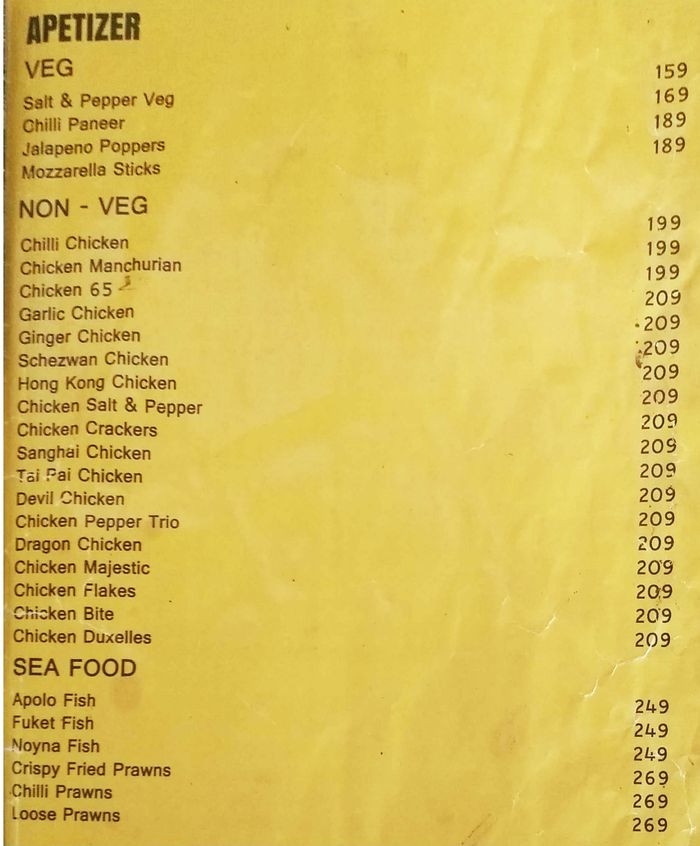 APETIZER
VEG
Salt & Pepper Veg 159
Chilli Paneer 169
Jalapeno Poppers 189
Mozzarella Sticks 189
NON - VEG
Chilli Chicken 199
Chicken Manchurian 199
Chicken 65 199
Garlic Chicken 209
Ginger Chicken 209
Schezwan Chicken 209
Hong Kong Chicken 209
Chicken Salt & Pepper 209
Chicken Crackers 209
Sanghai Chicken 209
Tai Pai Chicken 209
Devil Chicken 209
Chicken Pepper Trio 209
Dragon Chicken 209
Chicken Majestic 209
Chicken Flakes 209
Chicken Bite 209
Chicken Duxelles 209
SEA FOOD
Apolo Fish 249
Fuket Fish 249
Noyna Fish 249
Crispy Fried Prawns 269
Chilli Prawns 269
Loose Prawns 269